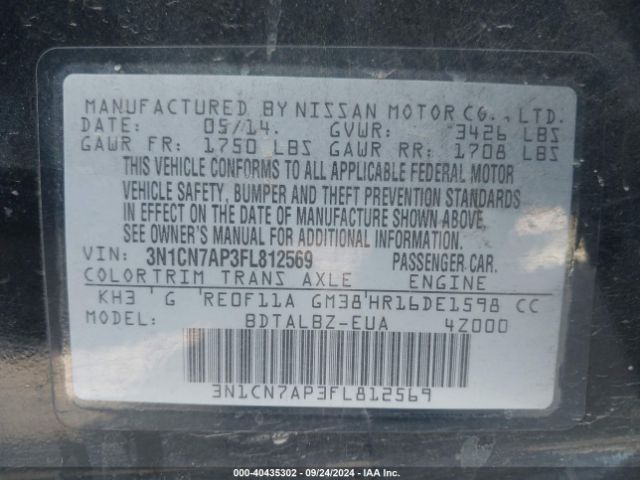 MANUFACTURED BY NISSAN MOTOR CO., LTD.
DATE: 05/14. GVWR: 3426 LBS
GAWR FR: 1750 LBS GAWR RR: 1708 LBS
THIS VEHICLE CONFORMS TO ALL APPLICABLE FEDERAL MOTOR
VEHICLE SAFETY, BUMPER AND THEFT PREVENTION STANDARDS
IN EFFECT ON THE DATE OF MANUFACTURE SHOWN ABOVE,
SEE OWNER'S MANUAL FOR ADDITIONAL INFORMATION.
VIN: 3N1CN7AP3FL812569 PASSENGER CAR.
COLOR TRIM TRANS AXLE ENGINE
KH3 ' G ' RE0F11A GM38 ' HR16DE1598 CC
MODEL: BDTALBZ-EUA 4Z000
3N1CN7AP3FL812569
00-40435302 - 09/24/2024 - IAA Inc.